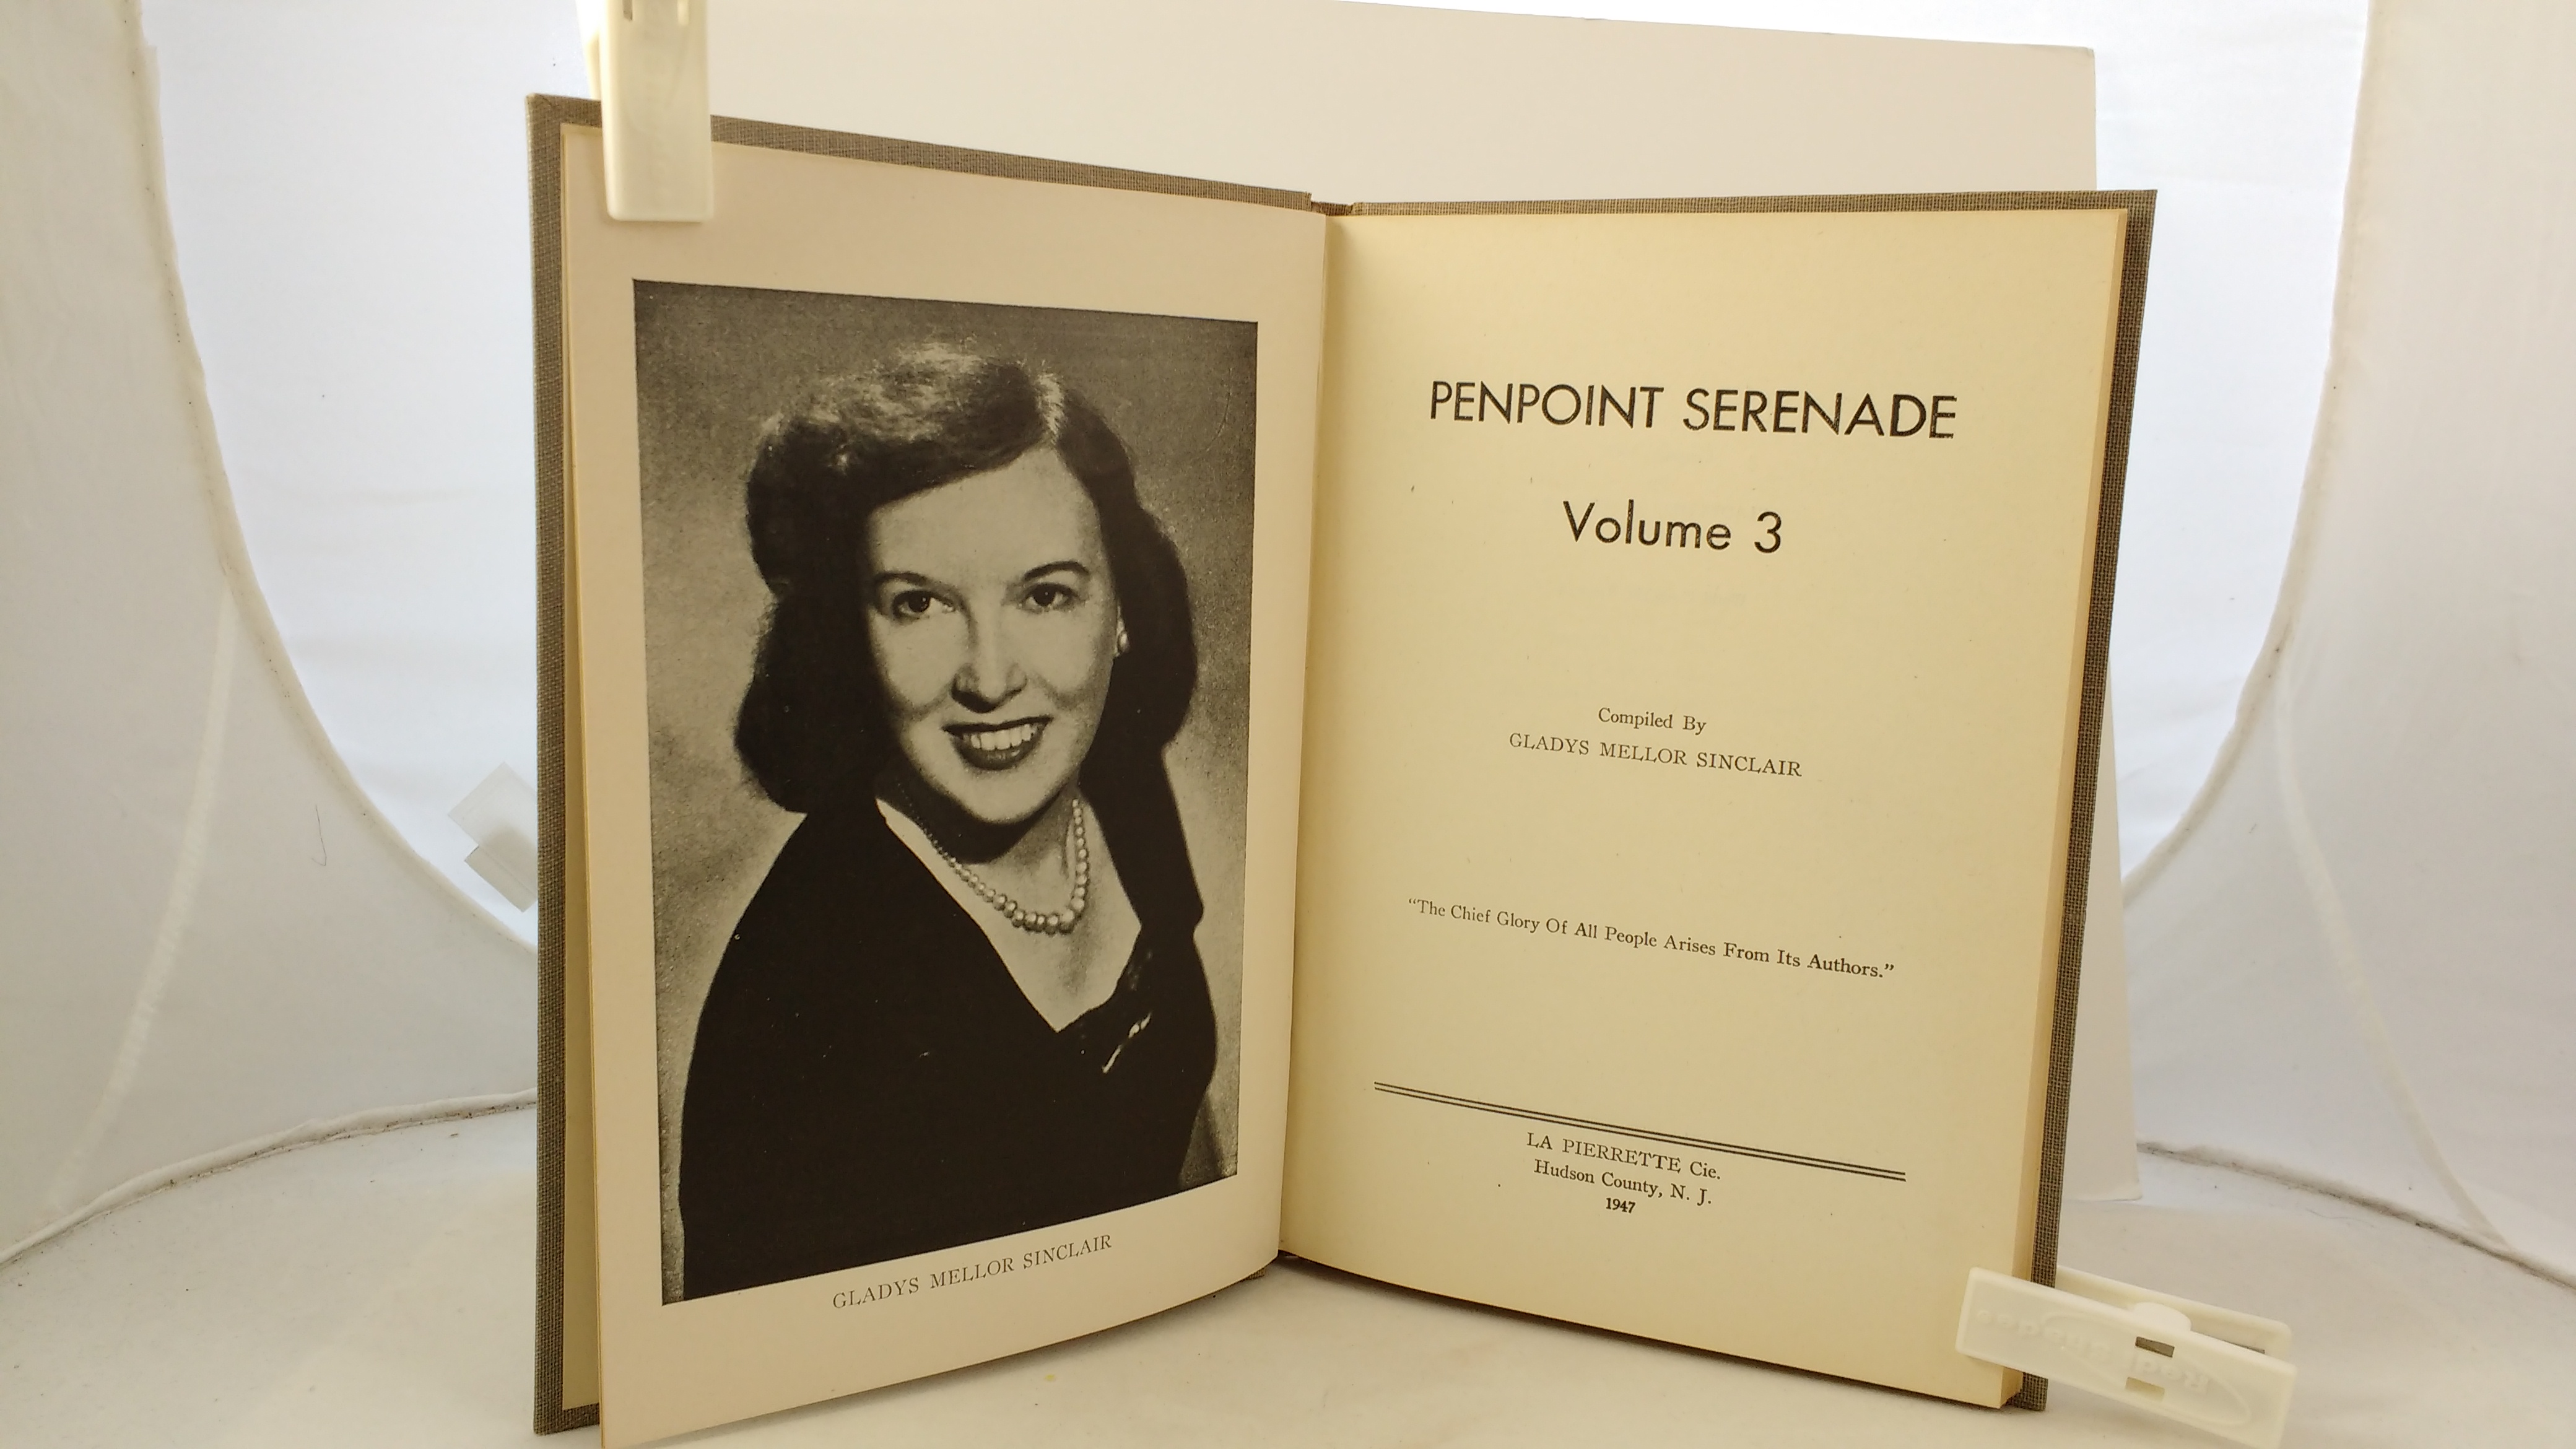 GLADYS MELLOR SINCLAIR
PENPOINT SERENADE
Volume 3
Compiled By
GLADYS MELLOR SINCLAIR
“The Chief Glory Of All People Arises From Its Authors.”
LA PIERRETTE Cie.
Hudson County, N. J.
1947